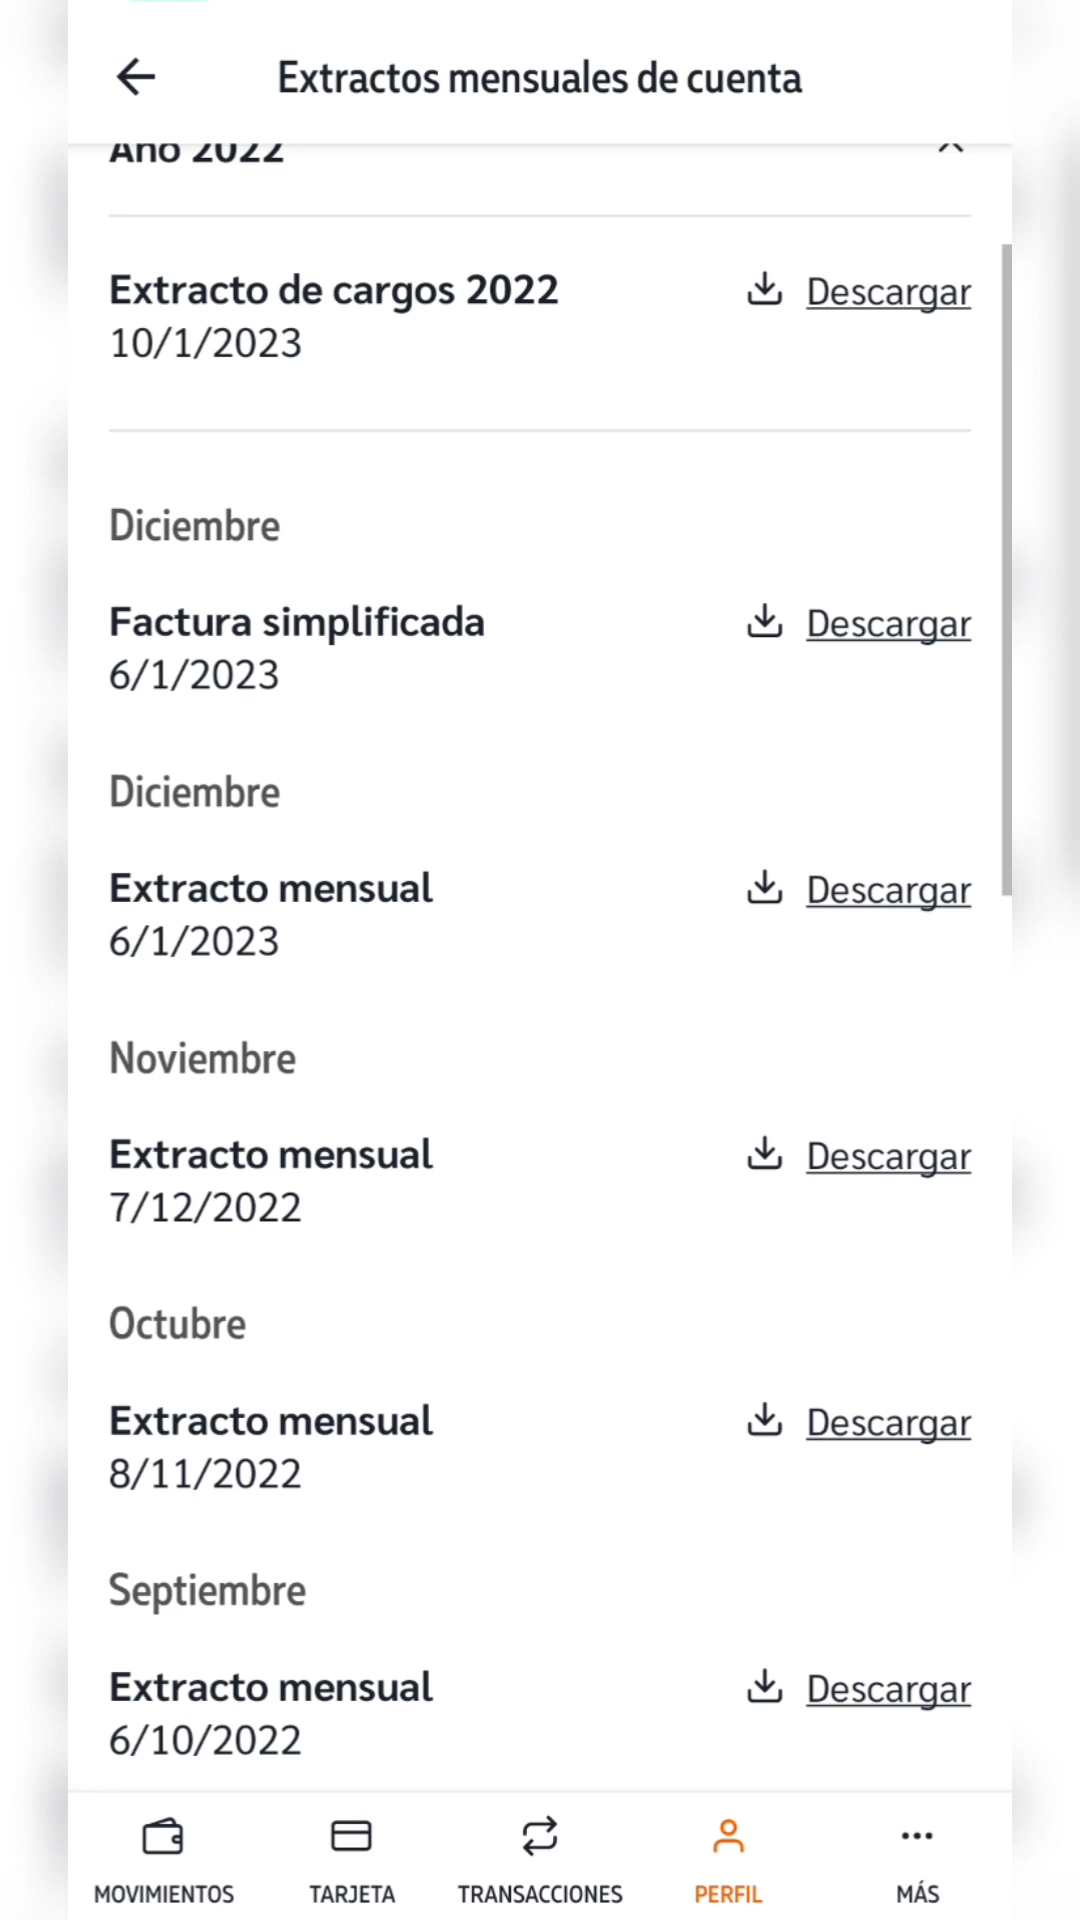 Extractos mensuales de cuenta
Año 2022
Extracto de cargos 2022
Descargar
10/1/2023
Diciembre
Factura simplificada
Descargar
6/1/2023
Diciembre
Extracto mensual
Descargar
6/1/2023
Noviembre
Extracto mensual
Descargar
7/12/2022
Octubre
Extracto mensual
Descargar
8/11/2022
Septiembre
Extracto mensual
Descargar
6/10/2022
MOVIMIENTOS
TARJETA
TRANSACCIONES
PERFIL
MÁS